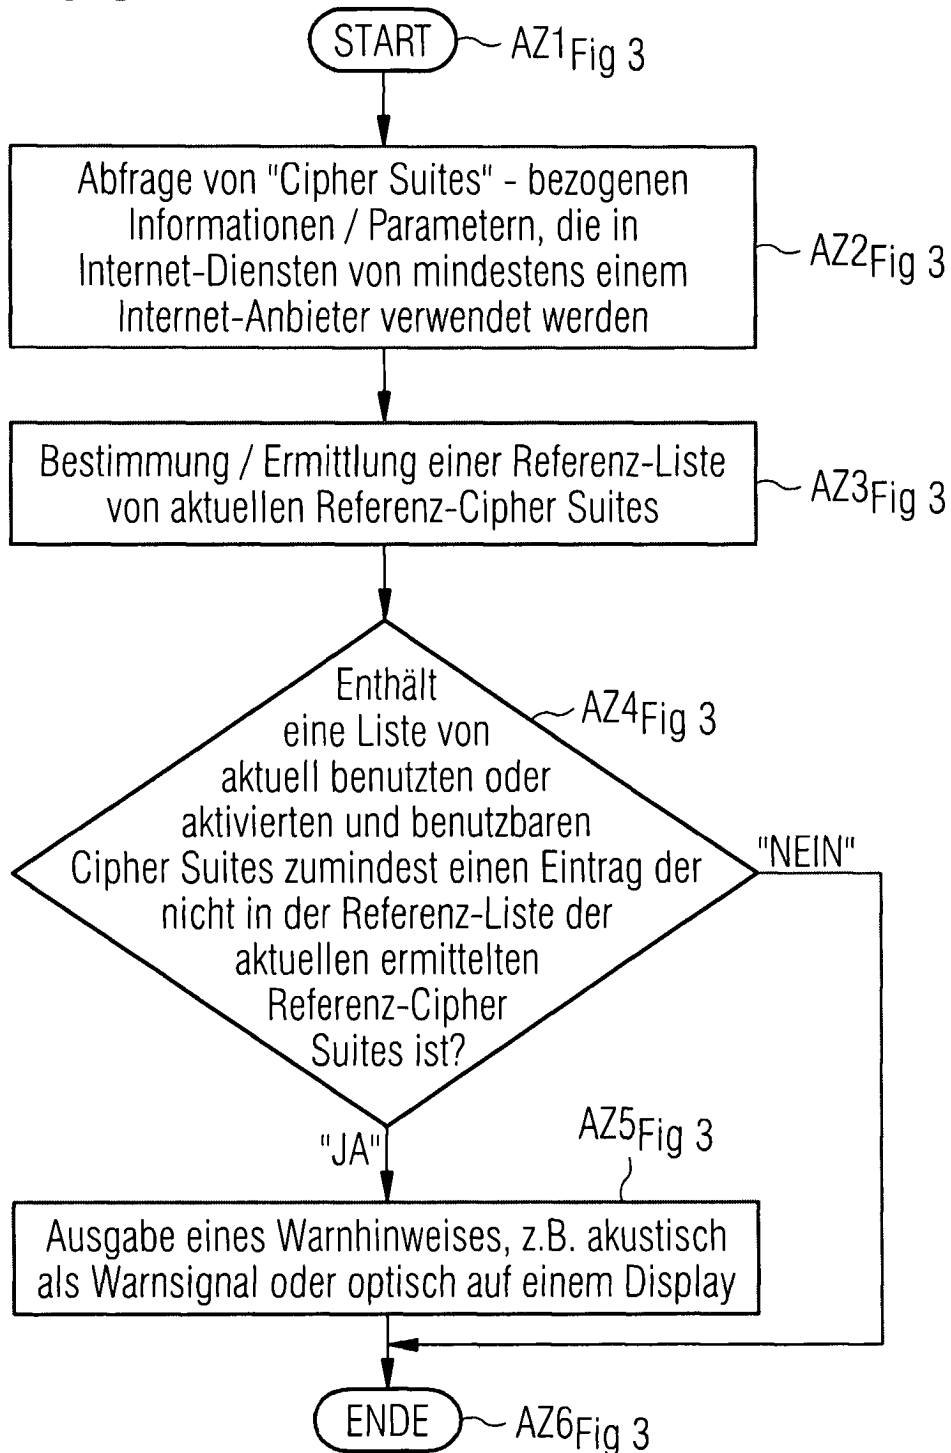 START
AZ1Fig 3
Abfrage von "Cipher Suites" - bezogenen
Informationen / Parametern, die in
Internet-Diensten von mindestens einem
Internet-Anbieter verwendet werden
AZ2Fig 3
Bestimmung / Ermittlung einer Referenz-Liste
von aktuellen Referenz-Cipher Suites
AZ3Fig 3
Enthält
eine Liste von
aktuell benutzten oder
aktivierten und benutzbaren
Cipher Suites zumindest einen Eintrag der
nicht in der Referenz-Liste der
aktuellen ermittelten
Referenz-Cipher
Suites ist?
AZ4Fig 3
"NEIN"
"JA"
AZ5Fig 3
Ausgabe eines Warnhinweises, z.B. akustisch
als Warnsignal oder optisch auf einem Display
ENDE
AZ6Fig 3